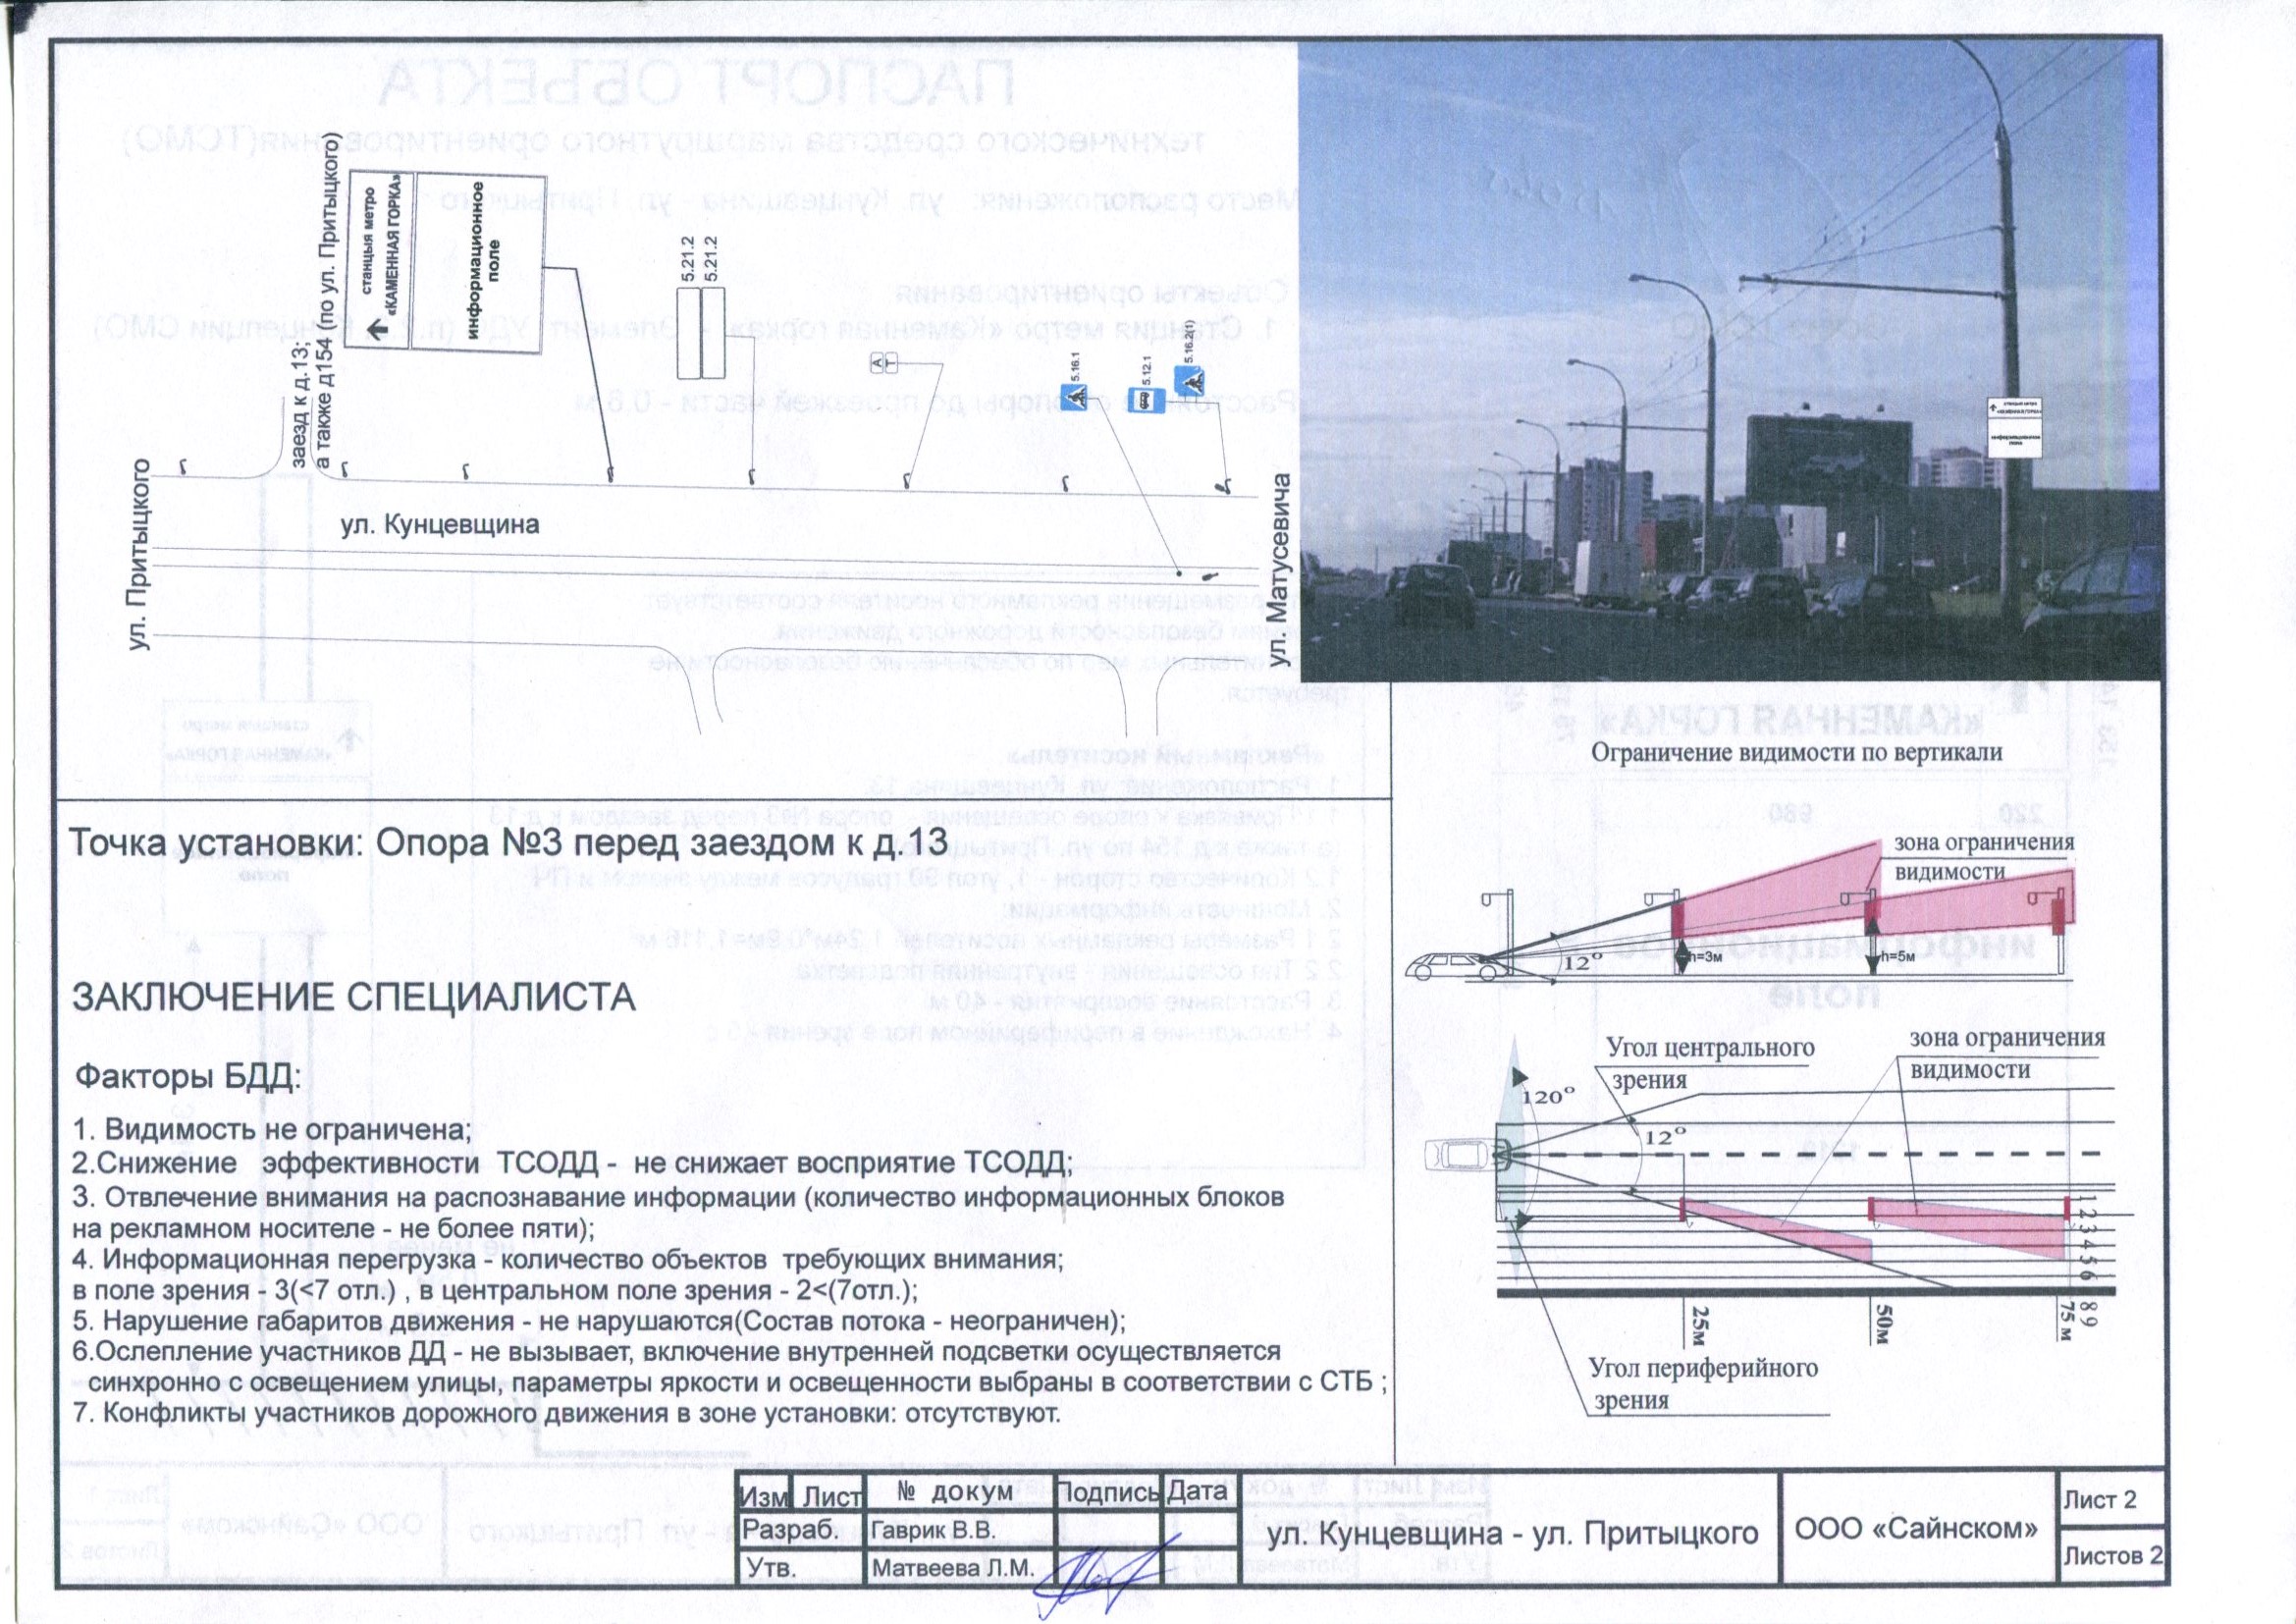 ул. Притыцкого
заезд к д.13;
а также д154 (по ул. Притыцкого)
станцыя метро
«КАМЕННАЯ ГОРКА»
информационное
поле
5.21.2
5.21.2
А
Т
5.16.1
5.12.1
5.16.2(1)
ул. Кунцевщина
ул. Матусевича
станцыя метро
«КАМЕННАЯ ГОРКА»
информационное
поле
Точка установки: Опора №3 перед заездом к д.13
ЗАКЛЮЧЕНИЕ СПЕЦИАЛИСТА
Факторы БДД:
1. Видимость не ограничена;
2.Снижение эффективности ТСОДД - не снижает восприятие ТСОДД;
3. Отвлечение внимания на распознавание информации (количество информационных блоков
на рекламном носителе - не более пяти);
4. Информационная перегрузка - количество объектов требующих внимания;
в поле зрения - 3(<7 отл.) , в центральном поле зрения - 2<(7отл.);
5. Нарушение габаритов движения - не нарушаются(Состав потока - неограничен);
6.Ослепление участников ДД - не вызывает, включение внутренней подсветки осуществляется
синхронно с освещением улицы, параметры яркости и освещенности выбраны в соответствии с СТБ ;
7. Конфликты участников дорожного движения в зоне установки: отсутствуют.
Ограничение видимости по вертикали
зона ограничения
видимости
12°
h=3м
h=5м
Угол центрального
зрения
зона ограничения
видимости
120°
12°
1 2 3 4 5 6 8 9
25м
50м
75 м
Угол периферийного
зрения
Изм Лист № докум Подпись Дата
Разраб. Гаврик В.В.
Утв. Матвеева Л.М.
ул. Кунцевщина - ул. Притыцкого
ООО «Сайнском»
Лист 2
Листов 2